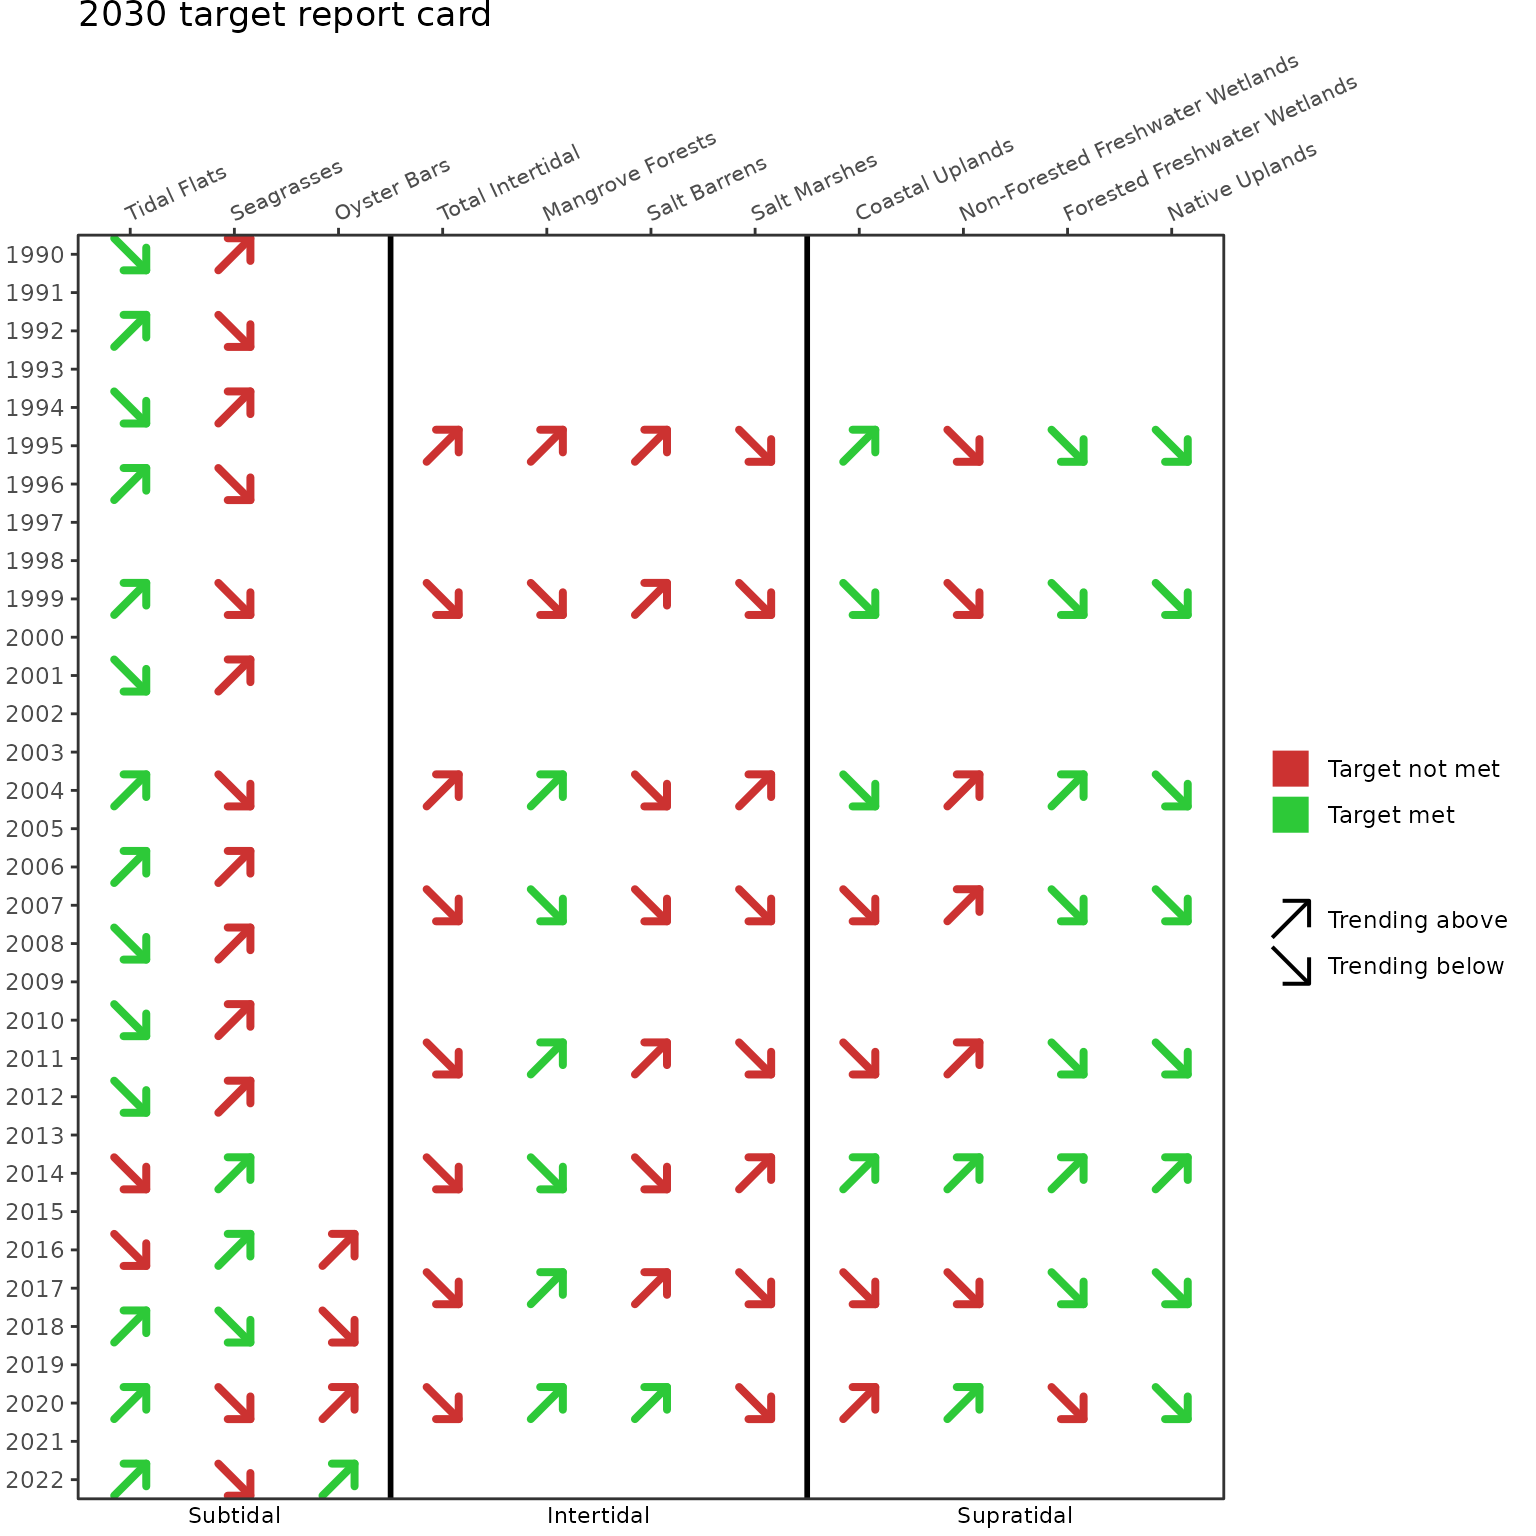 2030 target report card
Tidal Flats
Seagrasses
Oyster Bars
Total Intertidal
Mangrove Forests
Salt Barrens
Salt Marshes
Coastal Uplands
Non-Forested Freshwater Wetlands
Forested Freshwater Wetlands
Native Uplands
1990
1991
1992
1993
1994
1995
1996
1997
1998
1999
2000
2001
2002
2003
2004
2005
2006
2007
2008
2009
2010
2011
2012
2013
2014
2015
2016
2017
2018
2019
2020
2021
2022
Subtidal
Intertidal
Supratidal
Target not met
Target met
Trending above
Trending below